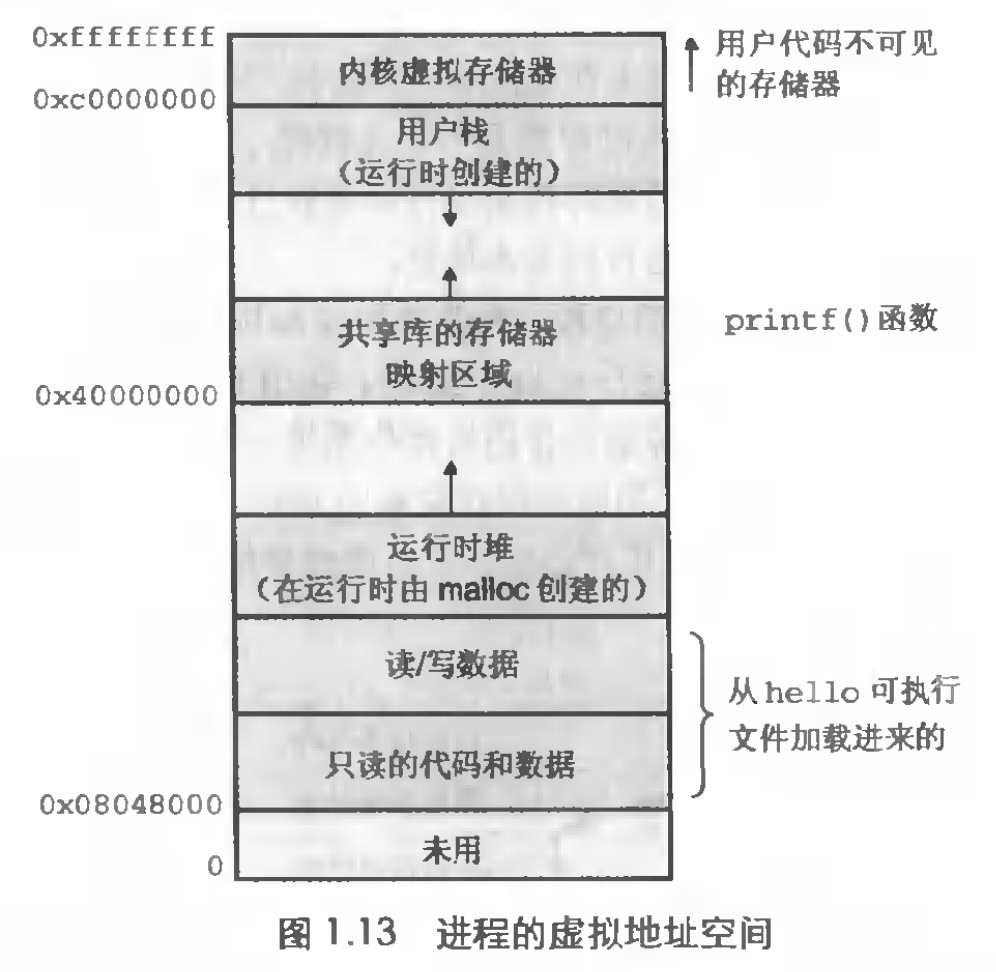 0xffffffff
内核虚拟存储器
用户代码不可见
的存储器
0xc0000000
用户栈
（运行时创建的）
共享库的存储器
映射区域
printf()函数
0x40000000
运行时堆
（在运行时由 malloc 创建的）
读/写数据
从 hello 可执行
文件加载进来的
只读的代码和数据
0x08048000
未用
0
图 1.13 进程的虚拟地址空间